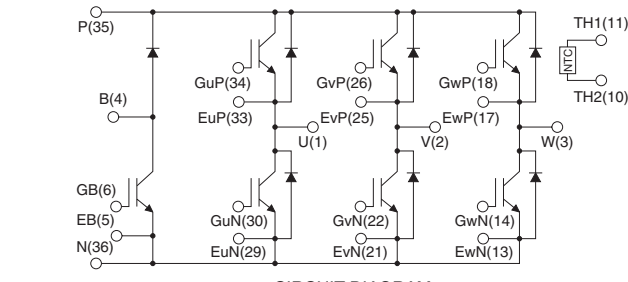 P(35)
TH1(11)
NTC
GuP(34)
GvP(26)
GwP(18)
TH2(10)
B(4)
EuP(33)
EvP(25)
EwP(17)
U(1)
V(2)
W(3)
GB(6)
GuN(30)
GvN(22)
GwN(14)
EB(5)
N(36)
EuN(29)
EvN(21)
EwN(13)
CIRCUIT DIAGRAM